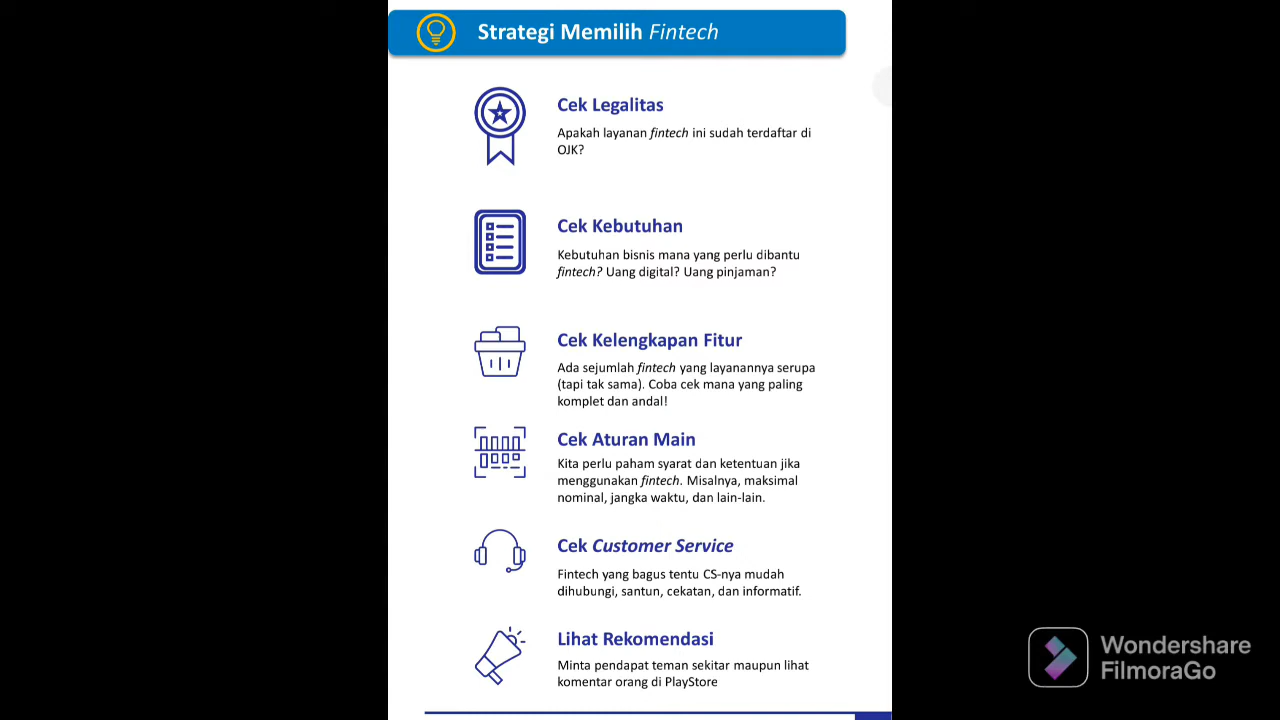 Strategi Memilih Fintech
Cek Legalitas
Apakah layanan fintech ini sudah terdaftar di
OJK?
Cek Kebutuhan
Kebutuhan bisnis mana yang perlu dibantu
fintech? Uang digital? Uang pinjaman?
Cek Kelengkapan Fitur
Ada sejumlah fintech yang layanannya serupa
(tapi tak sama). Coba cek mana yang paling
komplet dan andal!
Cek Aturan Main
Kita perlu paham syarat dan ketentuan jika
menggunakan fintech. Misalnya, maksimal
nominal, jangka waktu, dan lain-lain.
Cek Customer Service
Fintech yang bagus tentu CS-nya mudah
dihubungi, santun, cekatan, dan informatif.
Lihat Rekomendasi
Minta pendapat teman sekitar maupun lihat
komentar orang di PlayStore
Wondershare
FilmoraGo